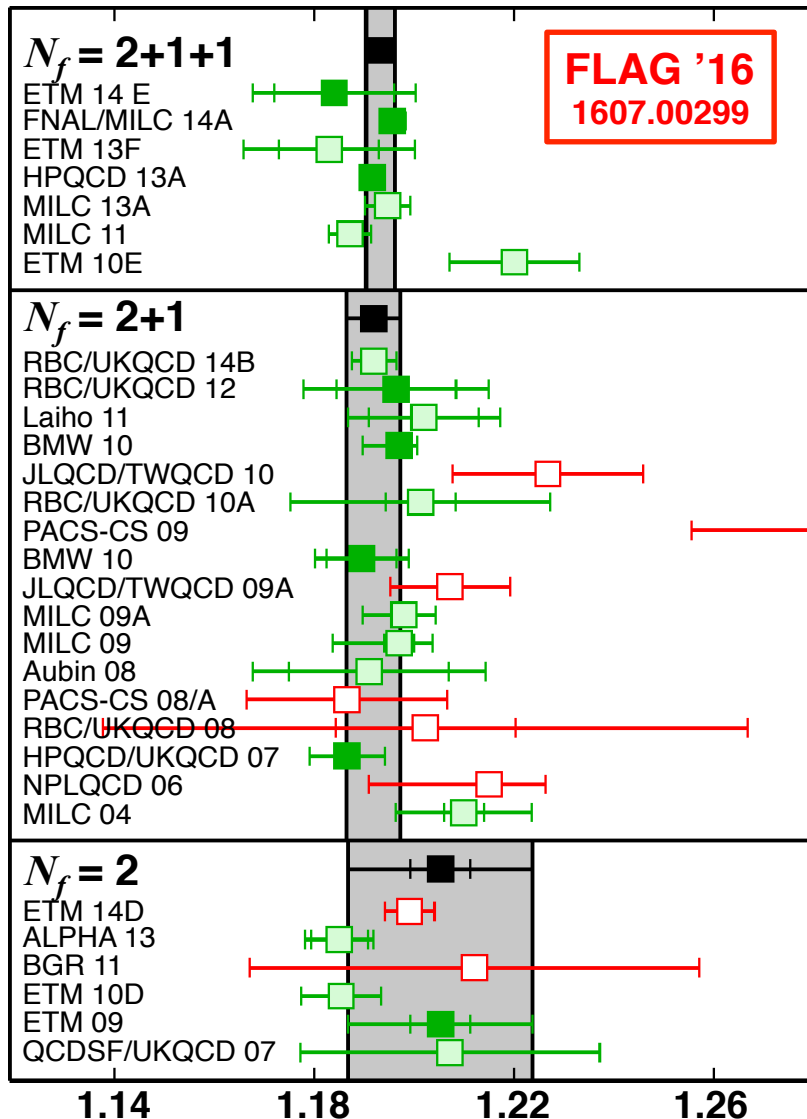 N_f = 2+1+1
FLAG '16
1607.00299
ETM 14 E
FNAL/MILC 14A
ETM 13F
HPQCD 13A
MILC 13A
MILC 11
ETM 10E
N_f = 2+1
RBC/UKQCD 14B
RBC/UKQCD 12
Laiho 11
BMW 10
JLQCD/TWQCD 10
RBC/UKQCD 10A
PACS-CS 09
BMW 10
JLQCD/TWQCD 09A
MILC 09A
MILC 09
Aubin 08
PACS-CS 08/A
RBC/UKQCD 08
HPQCD/UKQCD 07
NPLQCD 06
MILC 04
N_f = 2
ETM 14D
ALPHA 13
BGR 11
ETM 10D
ETM 09
QCDSF/UKQCD 07
1.14 1.18 1.22 1.26